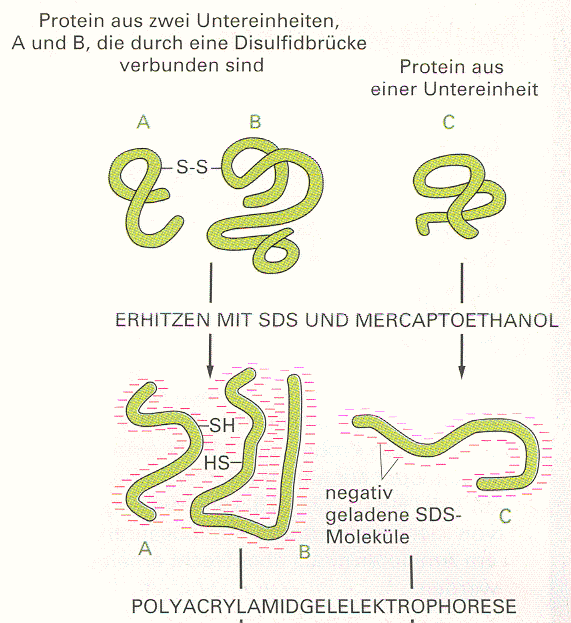 Protein aus zwei Untereinheiten,
A und B, die durch eine Disulfidbrücke
verbunden sind
Protein aus
einer Untereinheit
A
B
C
S-S
ERHITZEN MIT SDS UND MERCAPTOETHANOL
SH
HS
negativ
geladene SDS-
Moleküle
A
B
C
POLYACRYLAMIDGELELEKTROPHORESE